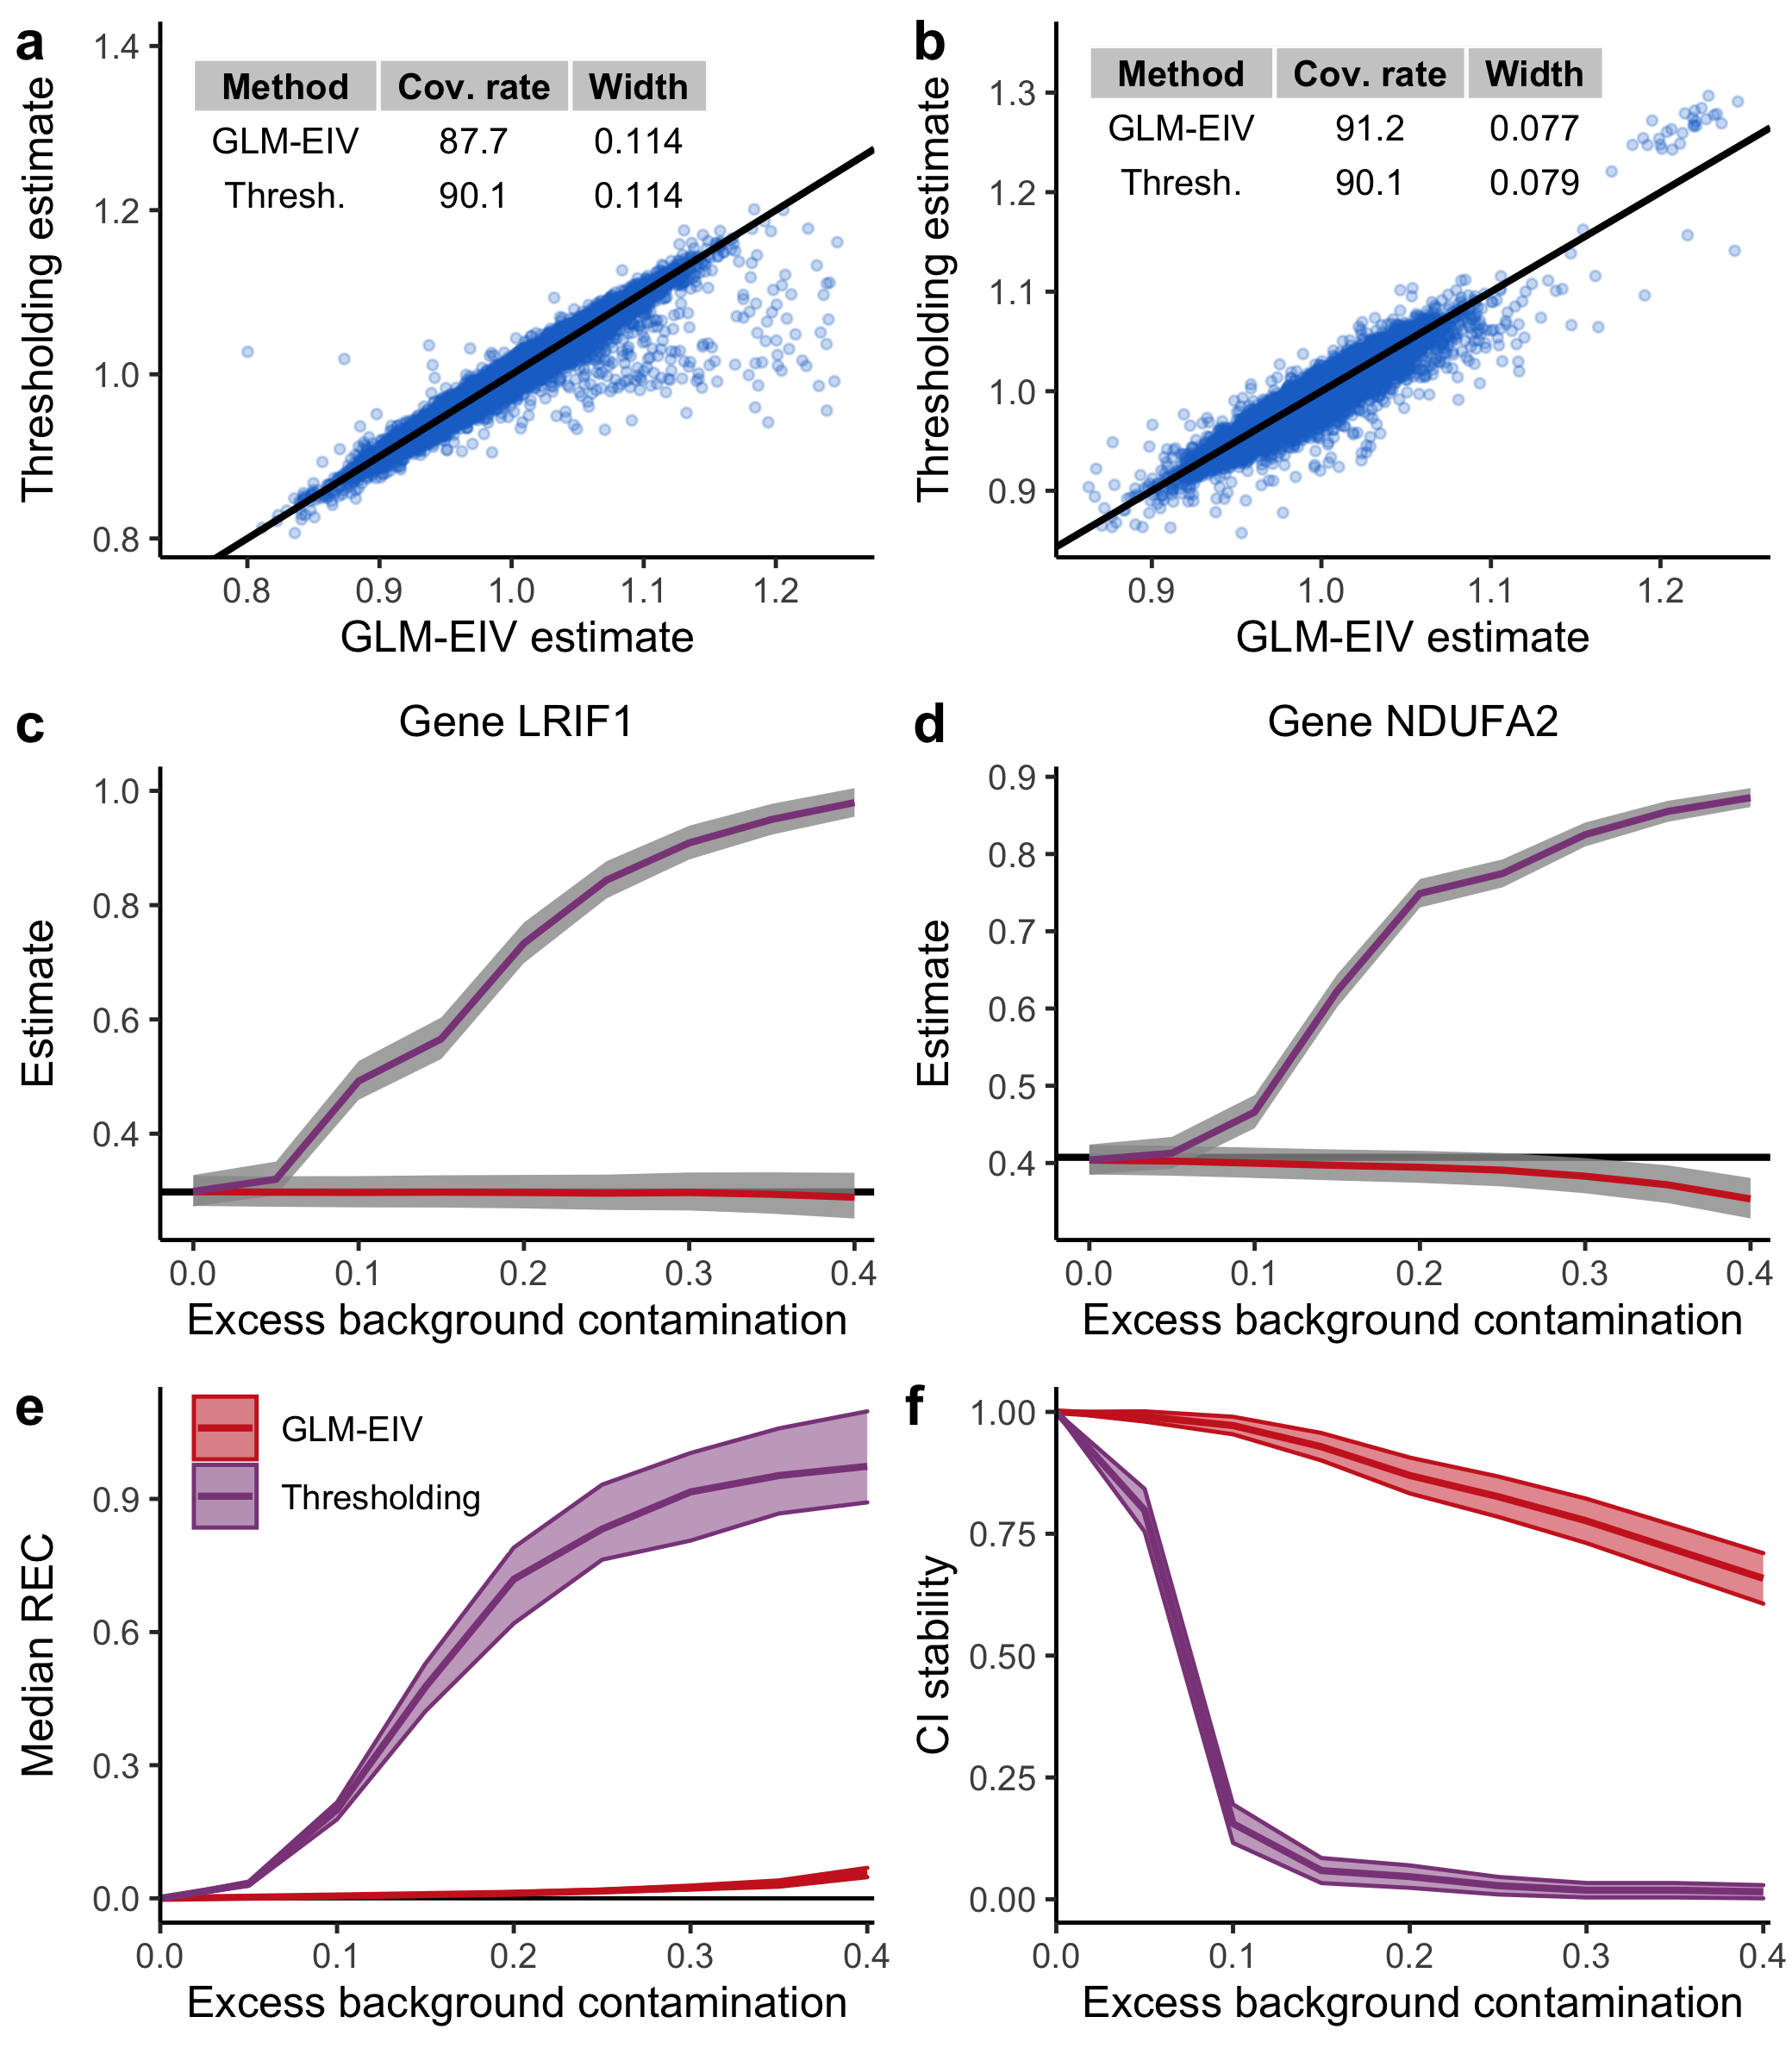 a
Thresholding estimate
1.4
1.2
1.0
0.8
Method Cov. rate Width
GLM-EIV 87.7 0.114
Thresh. 90.1 0.114
0.8 0.9 1.0 1.1 1.2
GLM-EIV estimate
b
Thresholding estimate
1.3
1.2
1.1
1.0
0.9
Method Cov. rate Width
GLM-EIV 91.2 0.077
Thresh. 90.1 0.079
0.9 1.0 1.1 1.2
GLM-EIV estimate
c
Gene LRIF1
Estimate
1.0
0.8
0.6
0.4
0.0 0.1 0.2 0.3 0.4
Excess background contamination
d
Gene NDUFA2
Estimate
0.9
0.8
0.7
0.6
0.5
0.4
0.0 0.1 0.2 0.3 0.4
Excess background contamination
e
Median REC
GLM-EIV
Thresholding
0.9
0.6
0.3
0.0
0.0 0.1 0.2 0.3 0.4
Excess background contamination
f
CI stability
1.00
0.75
0.50
0.25
0.00
0.0 0.1 0.2 0.3 0.4
Excess background contamination